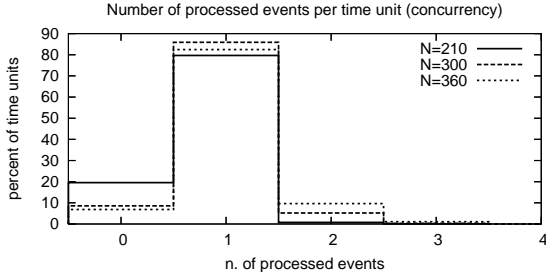 Number of processed events per time unit (concurrency)
percent of time units
90
80
70
60
50
40
30
20
10
0
N=210
N=300
N=360
0 1 2 3 4
n. of processed events